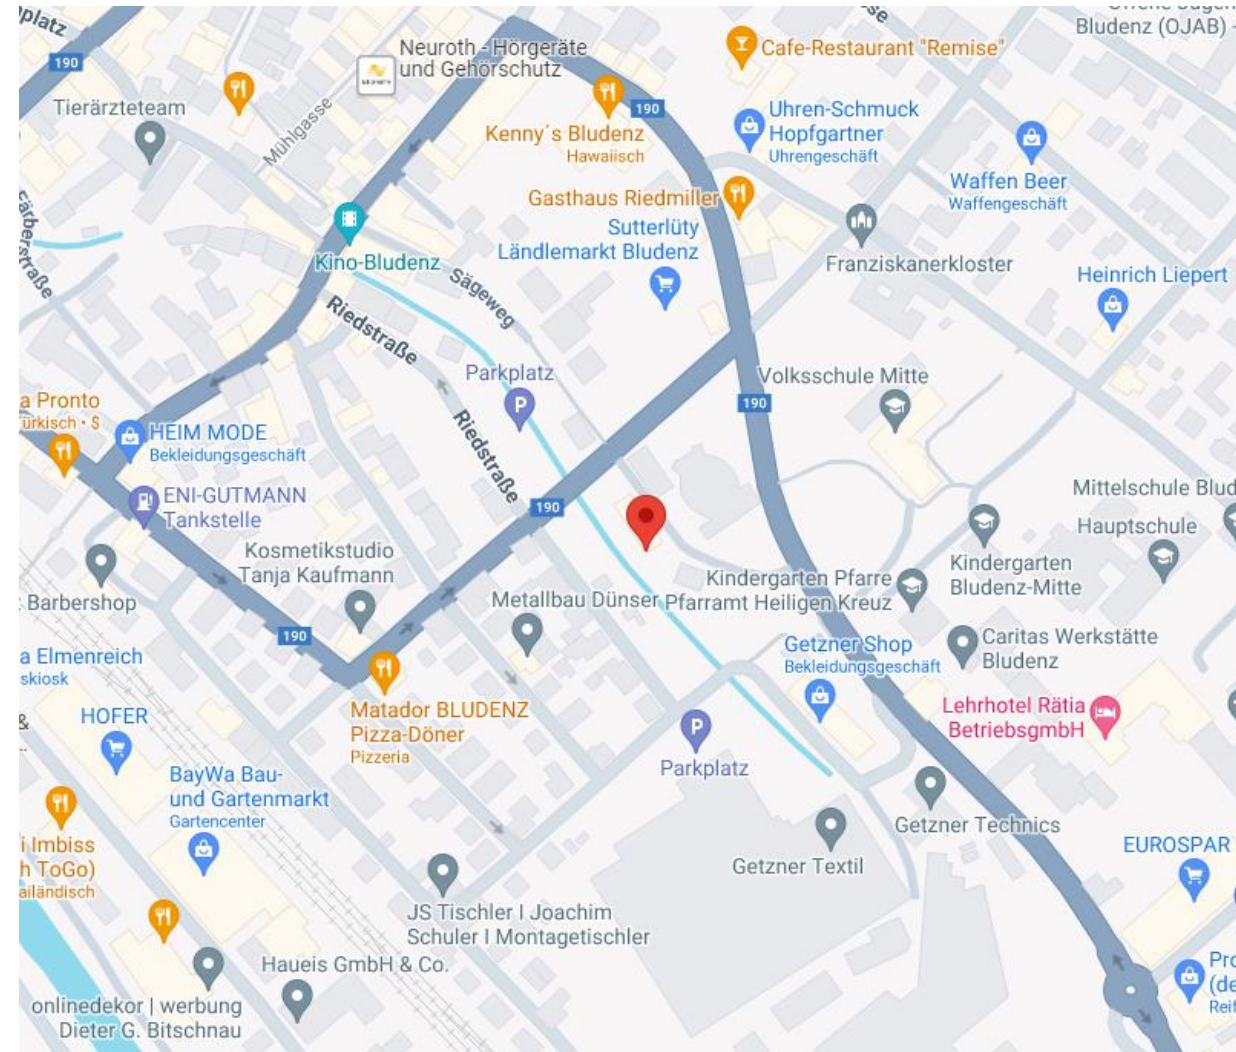 platz
190
Neuroth - Hörgeräte
und Gehörschutz
Cafe-Restaurant "Remise"
Bludenz (OJAB) -
Tierärzteteam
Mühlgasse
190
Kenny´s Bludenz
Hawaiisch
Uhren-Schmuck
Hopfgartner
Uhrengeschäft
Waffen Beer
Waffengeschäft
Gasthaus Riedmiller
Sutterlüty
Ländlemarkt Bludenz
Färberstraße
Kino-Bludenz
Sägeweg
Franziskanerkloster
Heinrich Liepert
Riedstraße
Parkplatz
P
Volksschule Mitte
190
a Pronto
ürkisch • $
HEIM MODE
Bekleidungsgeschäft
Riedstraße
ENI-GUTMANN
Tankstelle
190
Mittelschule Blud
Hauptschule
Kosmetikstudio
Tanja Kaufmann
Kindergarten
Bludenz-Mitte
Barbershop
Metallbau Dünser
Kindergarten Pfarre
Pfarramt Heiligen Kreuz
190
Getzner Shop
Bekleidungsgeschäft
Caritas Werkstätte
Bludenz
a Elmenreich
skiosk
HOFER
&
Matador BLUDENZ
Pizza-Döner
Pizzeria
P
Parkplatz
Lehrhotel Rätia
BetriebsgmbH
BayWa Bau-
und Gartenmarkt
Gartencenter
Getzner Technics
i Imbiss
h ToGo)
ailändisch
Getzner Textil
EUROSPAR
JS Tischler I Joachim
Schuler I Montagetischler
Haueis GmbH & Co.
onlinedekor | werbung
Dieter G. Bitschnau
Pro
(de
Reif